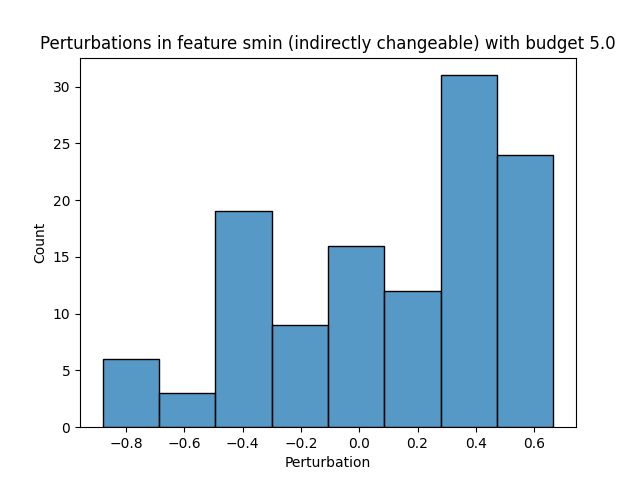 Perturbations in feature smin (indirectly changeable) with budget 5.0
30
25
20
15
10
5
0
Count
−0.8 −0.6 −0.4 −0.2 0.0 0.2 0.4 0.6
Perturbation